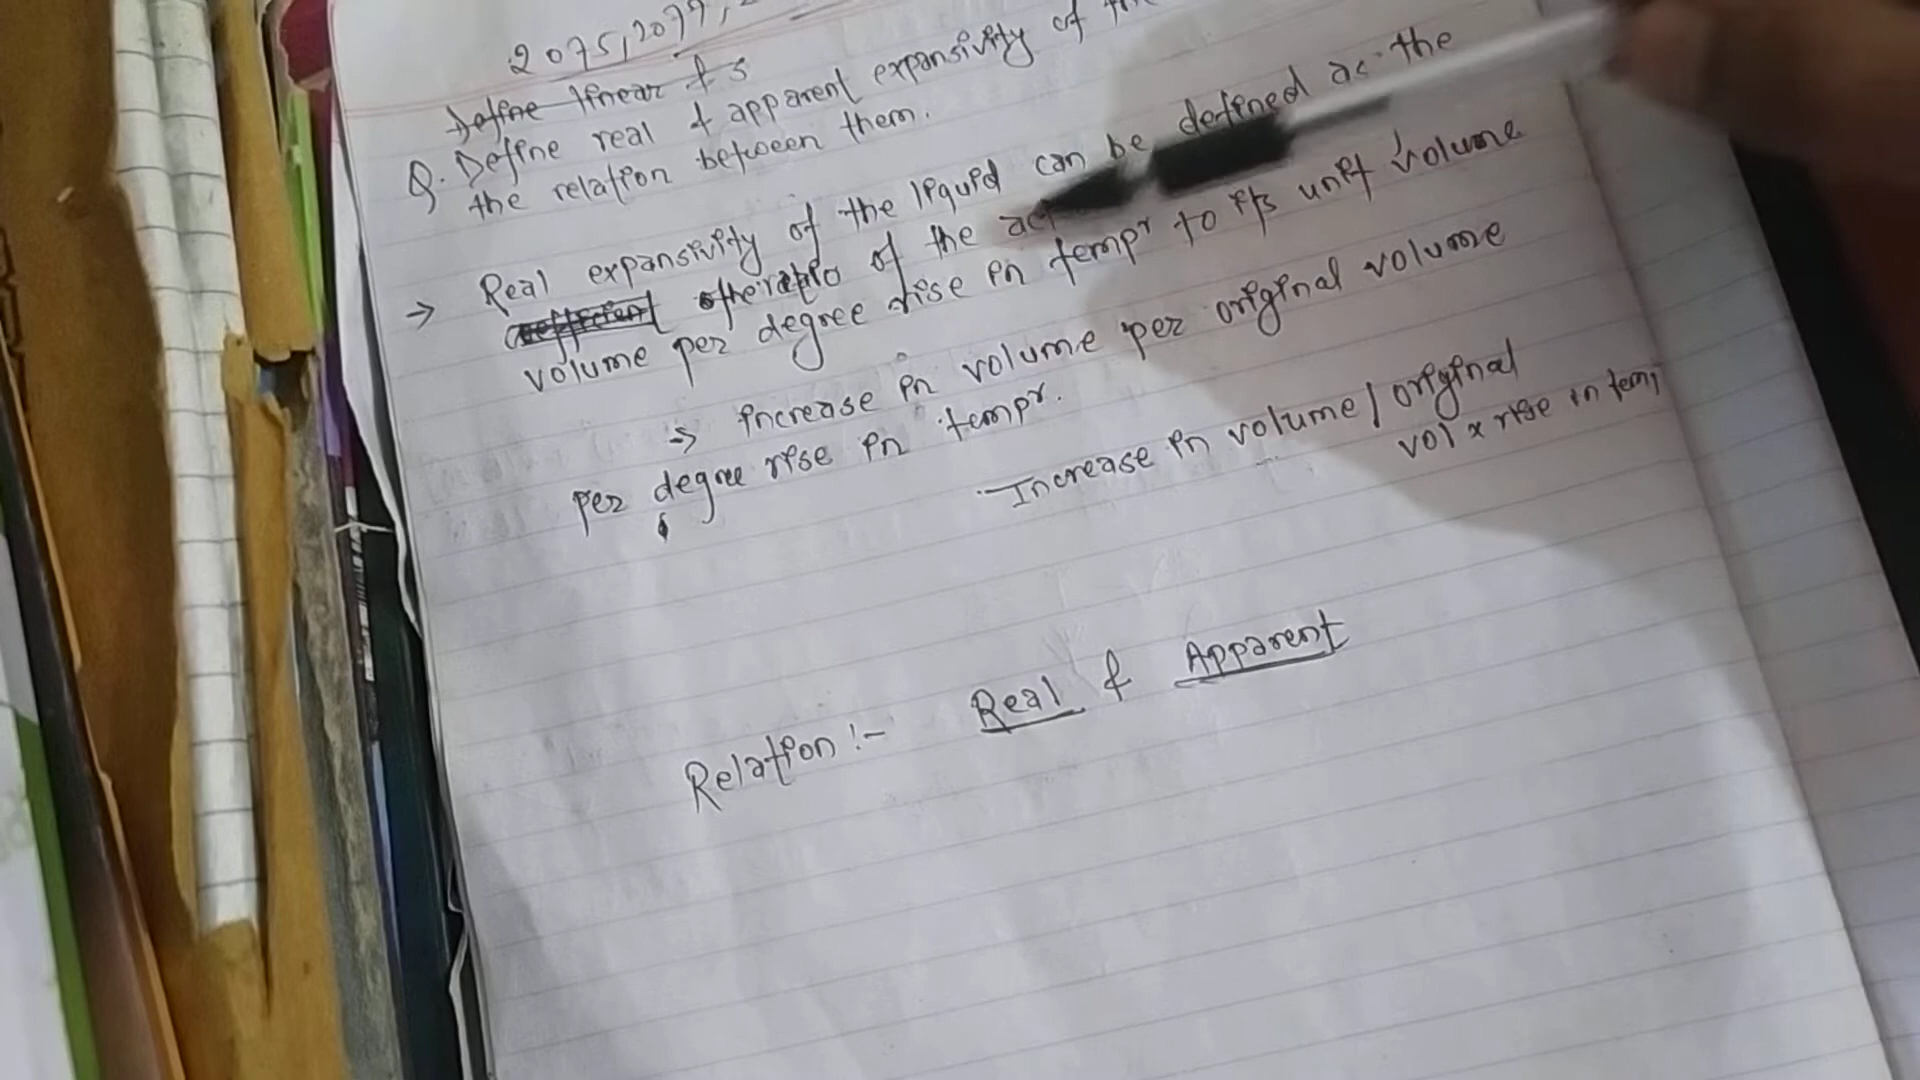 2075, 2077,
Define linear & s
Q. Define real & apparent expansivity of the
the relation between them.
→ Real expansivity of the liquid can be defined as the
coefficient the ratio of the act
volume per degree rise in tempr to its unit volume
→ increase in volume per original volume
per degree rise in tempr.
Increase in volume / original
vol x rise in temp
Relation :- Real & Apparent